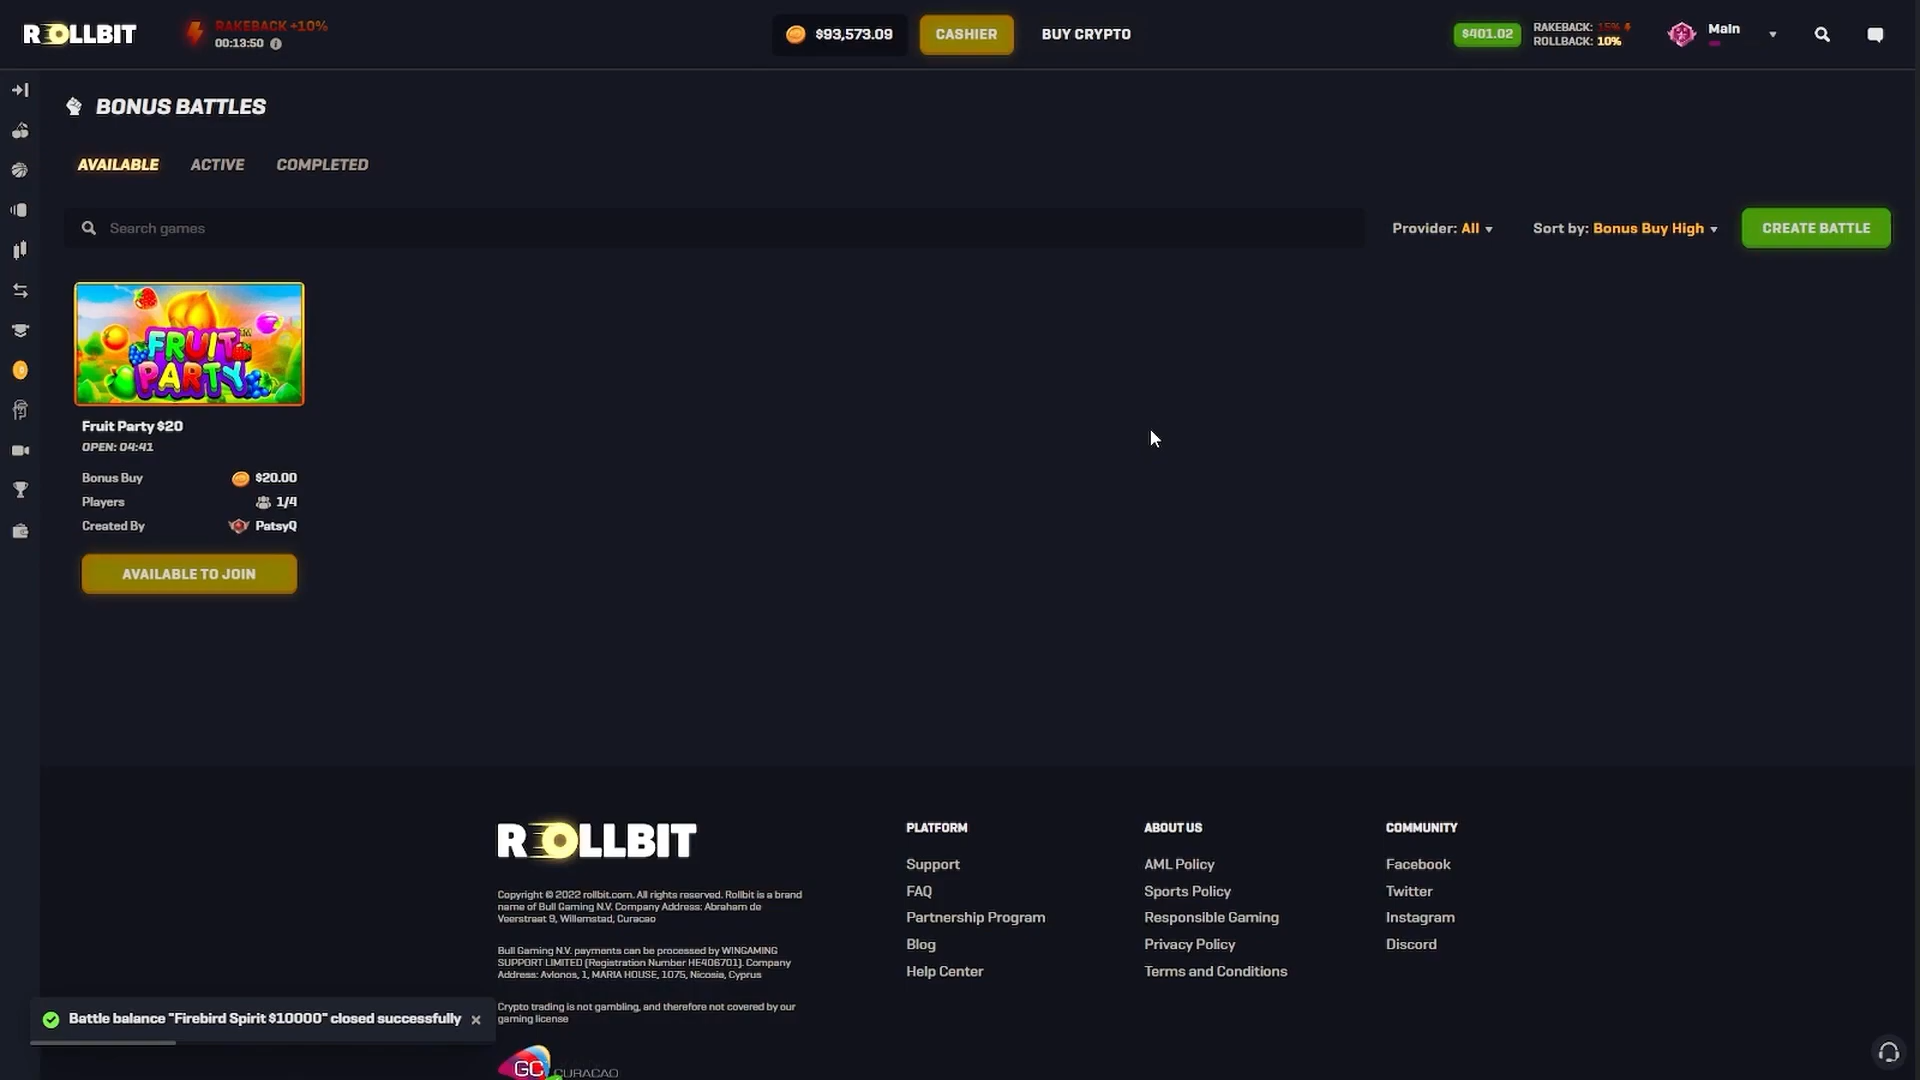 ROLLBIT
RAKEBACK +10%
00:13:50
$93,573.09
CASHIER
BUY CRYPTO
$401.02
RAKEBACK: 15%
ROLLBACK: 10%
Main
BONUS BATTLES
AVAILABLE
ACTIVE
COMPLETED
Search games
Provider: All
Sort by: Bonus Buy High
CREATE BATTLE
FRUIT
PARTY
Fruit Party $20
OPEN: 04:41
Bonus Buy
$20.00
Players
1/4
Created By
PatsyQ
AVAILABLE TO JOIN
ROLLBIT
Copyright © 2022 rollbit.com. All rights reserved. Rollbit is a brand
name of Bull Gaming N.V. Company Address: Abraham de
Veerstraat 9, Willemstad, Curacao
Bull Gaming N.V. payments can be processed by WINGAMING
SUPPORT LIMITED (Registration Number HE406701). Company
Address: Avlonos, 1, MARIA HOUSE, 1075, Nicosia, Cyprus
Crypto trading is not gambling, and therefore not covered by our
gaming license
GC
CURACAO
PLATFORM
Support
FAQ
Partnership Program
Blog
Help Center
ABOUT US
AML Policy
Sports Policy
Responsible Gaming
Privacy Policy
Terms and Conditions
COMMUNITY
Facebook
Twitter
Instagram
Discord
Battle balance "Firebird Spirit $10000" closed successfully